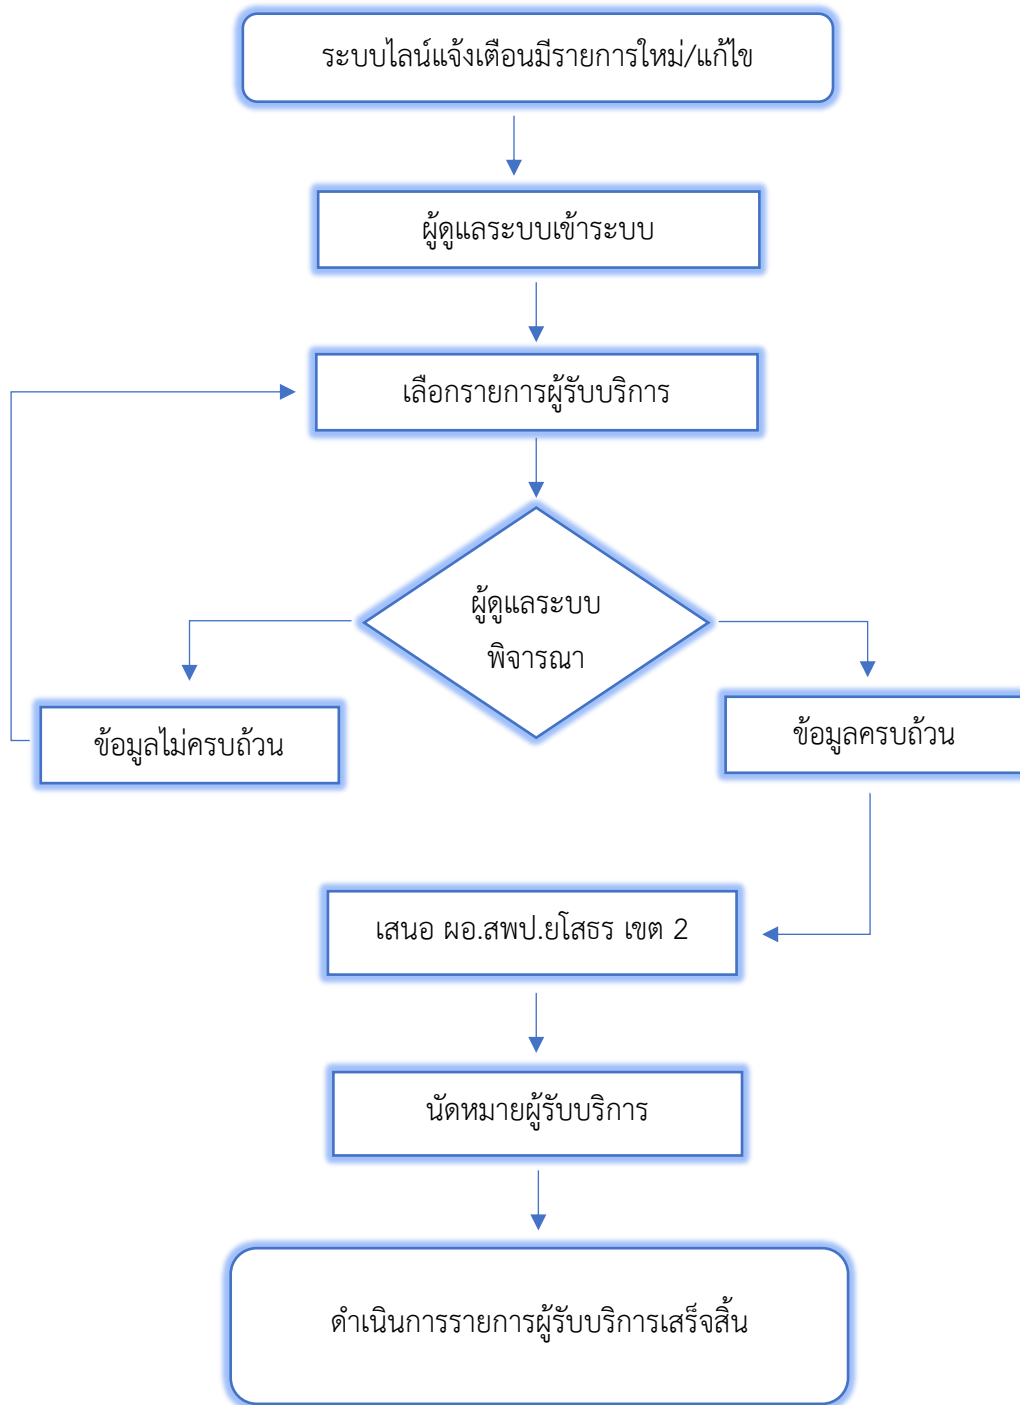 ระบบไลน์แจ้งเตือนมีรายการใหม่/แก้ไข
ผู้ดูแลระบบเข้าระบบ
เลือกรายการผู้รับบริการ
ผู้ดูแลระบบ
พิจารณา
ข้อมูลไม่ครบถ้วน
ข้อมูลครบถ้วน
เสนอ ผอ.สพป.ยโสธร เขต 2
นัดหมายผู้รับบริการ
ดำเนินการรายการผู้รับบริการเสร็จสิ้น